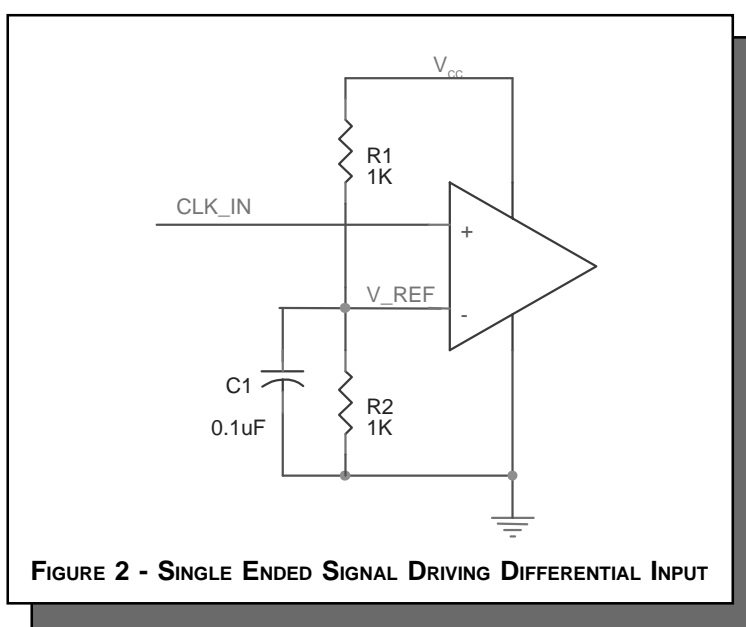 Vcc
R1
1K
CLK_IN
+
V_REF
-
C1
0.1uF
R2
1K
FIGURE 2 - SINGLE ENDED SIGNAL DRIVING DIFFERENTIAL INPUT